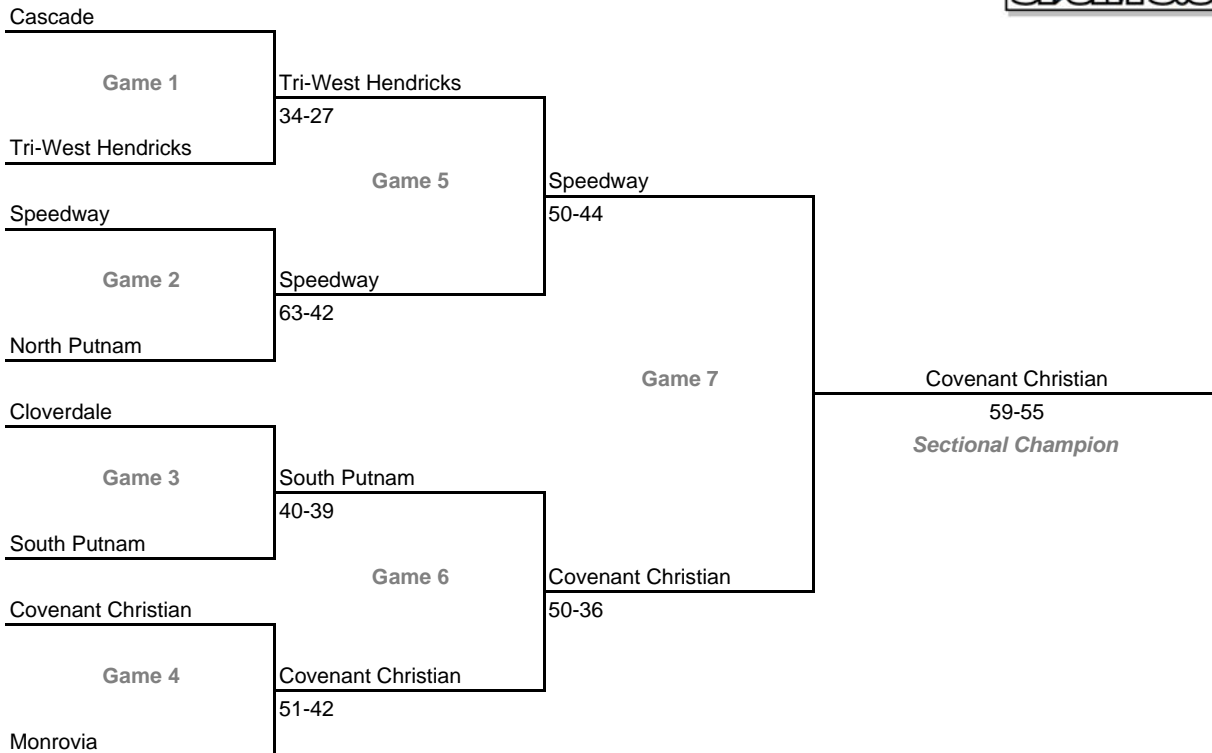 Cascade
Game 1
Tri-West Hendricks
34-27
Tri-West Hendricks
Game 5
Speedway
50-44
Speedway
Game 2
Speedway
63-42
North Putnam
Game 7
Covenant Christian
59-55
Sectional Champion
Cloverdale
Game 3
South Putnam
40-39
South Putnam
Game 6
Covenant Christian
50-36
Covenant Christian
Game 4
Covenant Christian
51-42
Monrovia